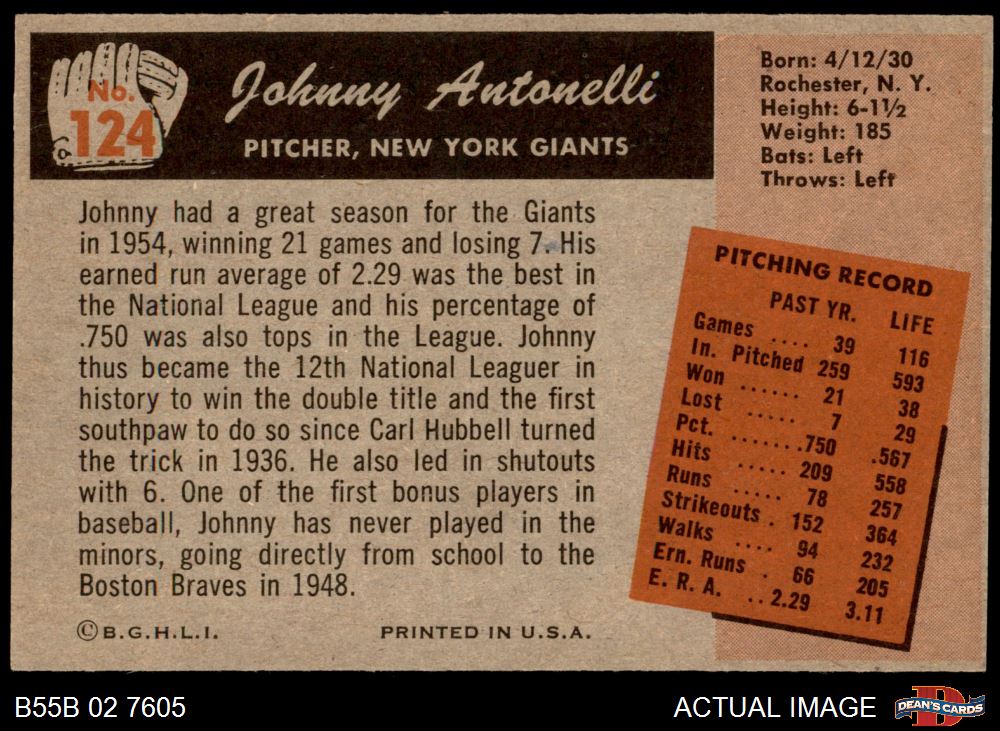 No.
124
Johnny Antonelli
PITCHER, NEW YORK GIANTS
Born: 4/12/30
Rochester, N. Y.
Height: 6-1½
Weight: 185
Bats: Left
Throws: Left
Johnny had a great season for the Giants
in 1954, winning 21 games and losing 7. His
earned run average of 2.29 was the best in
the National League and his percentage of
.750 was also tops in the League. Johnny
thus became the 12th National Leaguer in
history to win the double title and the first
southpaw to do so since Carl Hubbell turned
the trick in 1936. He also led in shutouts
with 6. One of the first bonus players in
baseball, Johnny has never played in the
minors, going directly from school to the
Boston Braves in 1948.
PITCHING RECORD
PAST YR. LIFE
Games .... 39 116
In. Pitched 259 593
Won ...... 21 38
Lost ..... 7 29
Pct. ....... .750 .567
Hits ..... 209 558
Runs ..... 78 257
Strikeouts . 152 364
Walks .... 94 232
Ern. Runs . 66 205
E. R. A. .. 2.29 3.11
©B.G.H.L.I. PRINTED IN U.S.A.
B55B 02 7605 ACTUAL IMAGE
D
DEAN'S CARDS